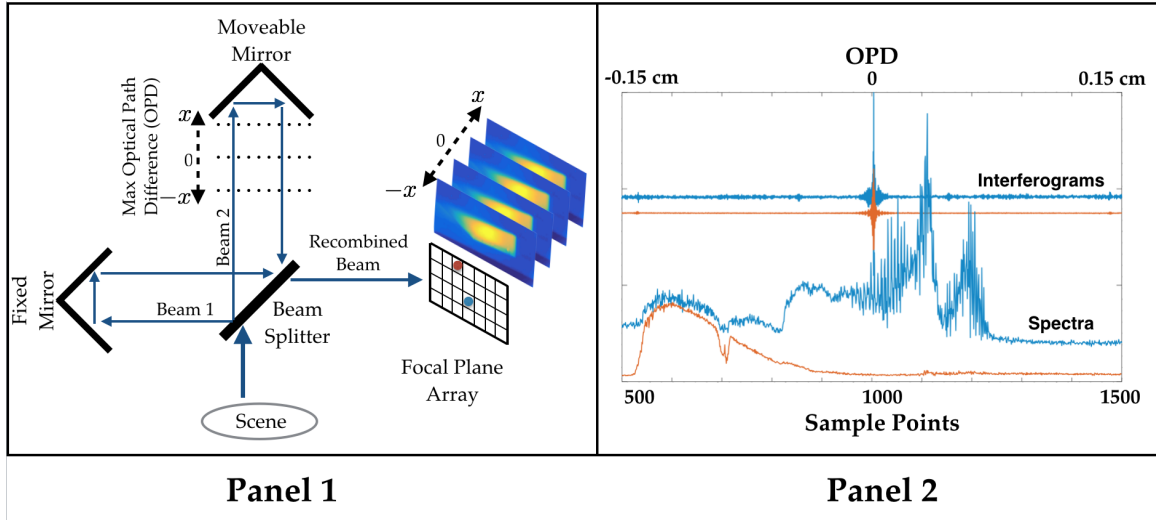 Moveable
Mirror
Max Optical Path
Difference (OPD)
x
0
−x
Beam 2
x
0
−x
Recombined
Beam
Fixed
Mirror
Beam 1
Beam
Splitter
Focal Plane
Array
Scene
Panel 1
OPD
-0.15 cm 0 0.15 cm
Interferograms
Spectra
500 1000 1500
Sample Points
Panel 2